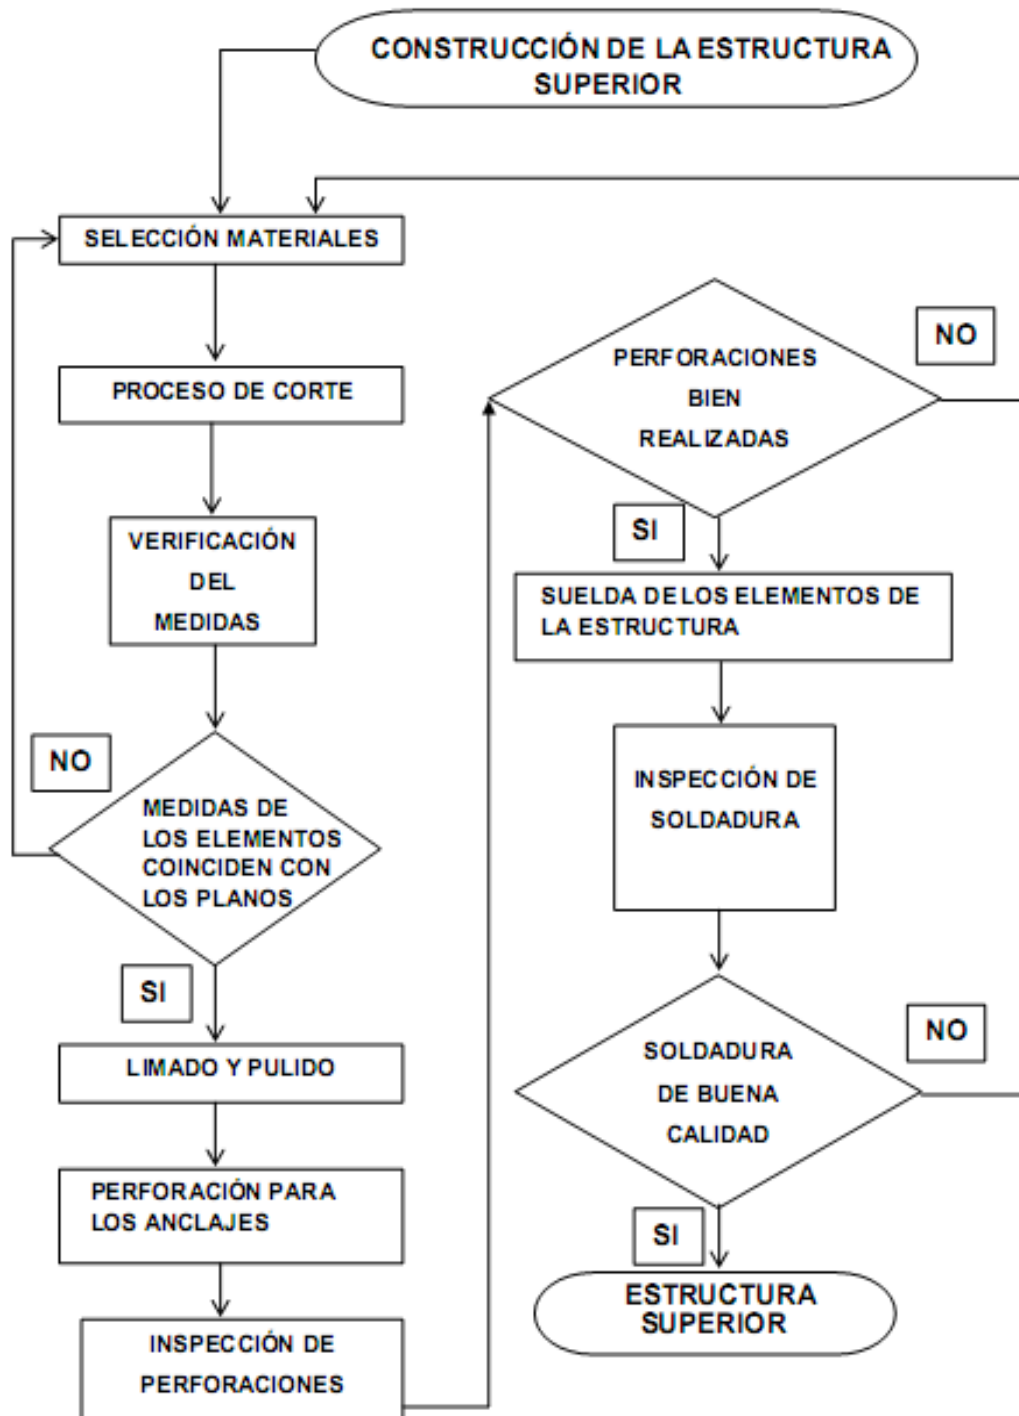 CONSTRUCCIÓN DE LA ESTRUCTURA
SUPERIOR
SELECCIÓN MATERIALES
PROCESO DE CORTE
VERIFICACIÓN
DEL
MEDIDAS
NO
MEDIDAS DE
LOS ELEMENTOS
COINCIDEN CON
LOS PLANOS
SI
LIMADO Y PULIDO
PERFORACIÓN PARA
LOS ANCLAJES
INSPECCIÓN DE
PERFORACIONES
NO
PERFORACIONES
BIEN
REALIZADAS
SI
SUELDA DE LOS ELEMENTOS DE
LA ESTRUCTURA
INSPECCIÓN DE
SOLDADURA
NO
SOLDADURA
DE BUENA
CALIDAD
SI
ESTRUCTURA
SUPERIOR